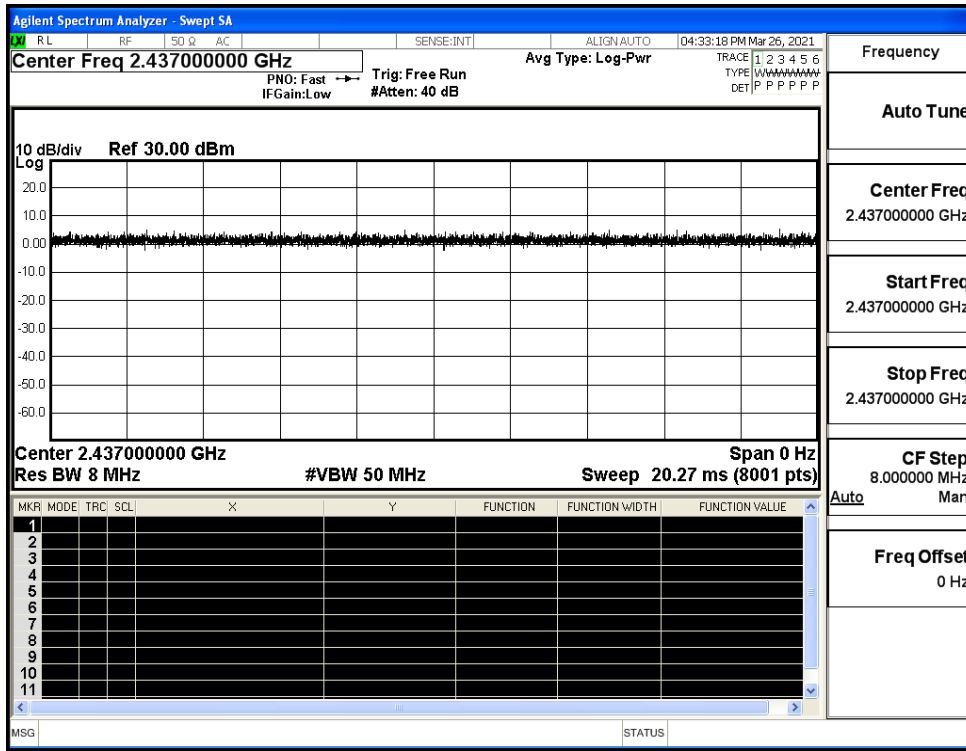 Agilent Spectrum Analyzer - Swept SA
LXI RL RF 50 Ω AC SENSE:INT ALIGN AUTO 04:33:18 PM Mar 26, 2021
Center Freq 2.437000000 GHz
PNO: Fast
IFGain:Low
Trig: Free Run
#Atten: 40 dB
Avg Type: Log-Pwr
TRACE 1 2 3 4 5 6
TYPE
DET P P P P P P
10 dB/div Ref 30.00 dBm
Log
20.0
10.0
0.00
-10.0
-20.0
-30.0
-40.0
-50.0
-60.0
Center 2.437000000 GHz Span 0 Hz
Res BW 8 MHz #VBW 50 MHz Sweep 20.27 ms (8001 pts)
MKR MODE TRC SCL X Y FUNCTION FUNCTION WIDTH FUNCTION VALUE
1
2
3
4
5
6
7
8
9
10
11
MSG STATUS
Frequency
Auto Tune
Center Freq
2.437000000 GHz
Start Freq
2.437000000 GHz
Stop Freq
2.437000000 GHz
CF Step
8.000000 MHz
Auto Man
Freq Offset
0 Hz